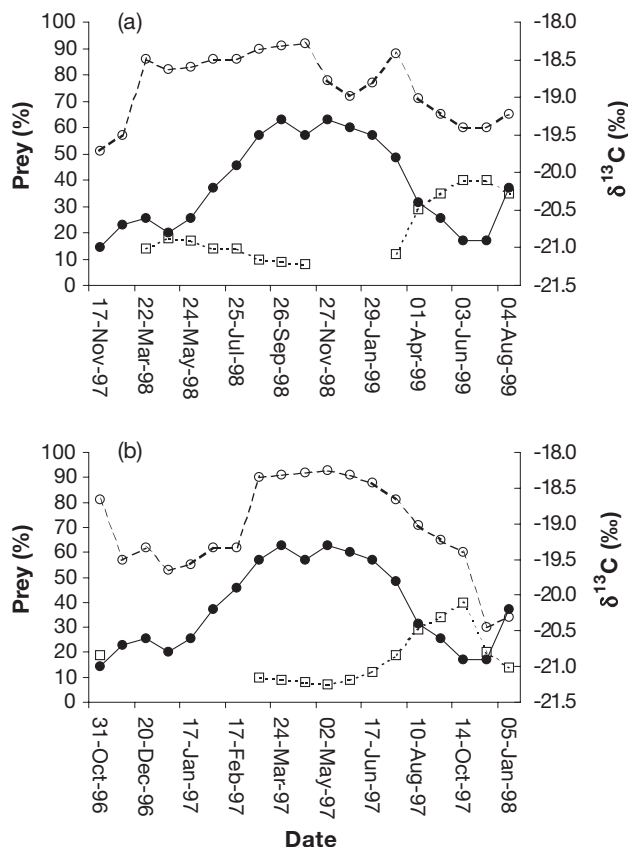 (a)
100
90
80
70
60
50
40
30
20
10
0
Prey (%)
-18.0
-18.5
-19.0
-19.5
-20.0
-20.5
-21.0
-21.5
δ13C (‰)
17-Nov-97
22-Mar-98
24-May-98
25-Jul-98
26-Sep-98
27-Nov-98
29-Jan-99
01-Apr-99
03-Jun-99
04-Aug-99
(b)
100
90
80
70
60
50
40
30
20
10
0
Prey (%)
-18.0
-18.5
-19.0
-19.5
-20.0
-20.5
-21.0
-21.5
δ13C (‰)
31-Oct-96
20-Dec-96
17-Jan-97
17-Feb-97
24-Mar-97
02-May-97
17-Jun-97
10-Aug-97
14-Oct-97
05-Jan-98
Date